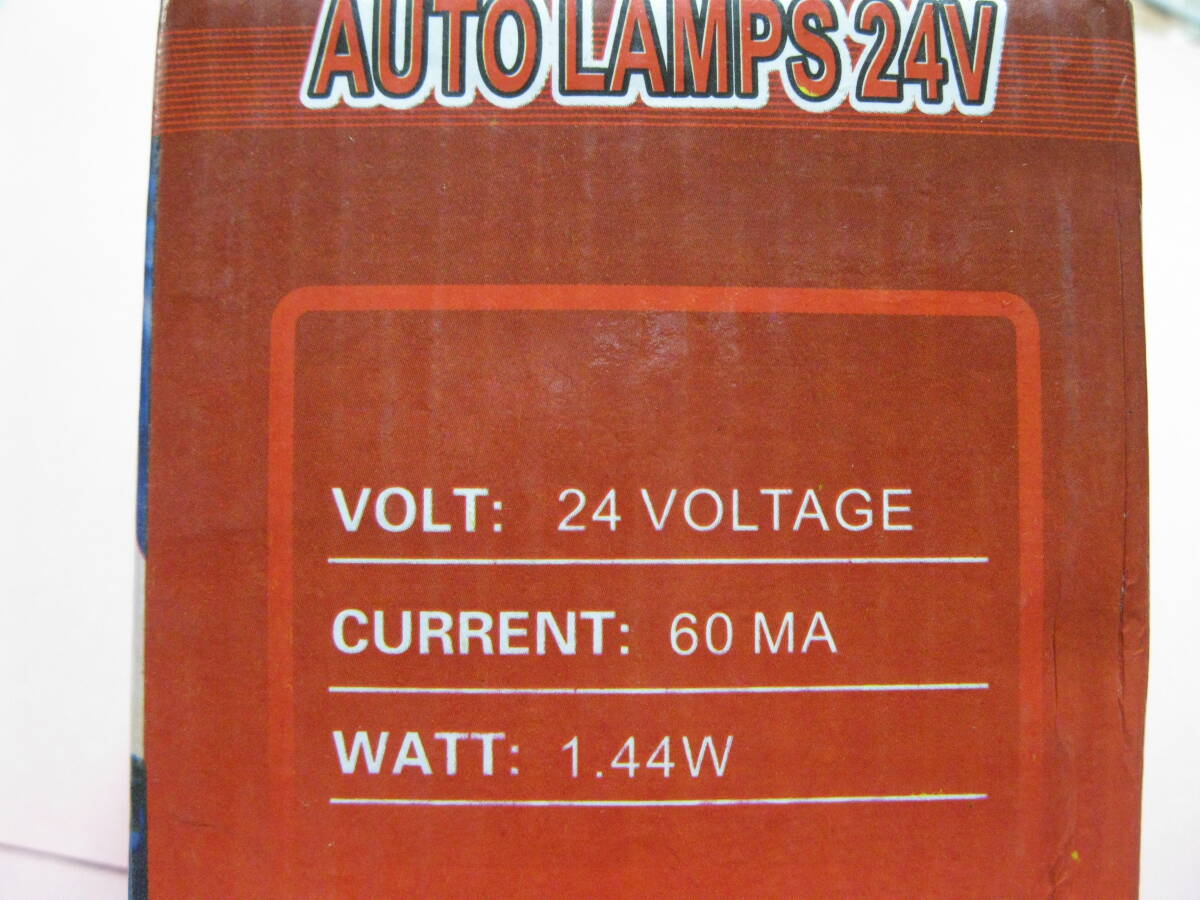 AUTO LAMPS 24V
VOLT: 24 VOLTAGE
CURRENT: 60 MA
WATT: 1.44W